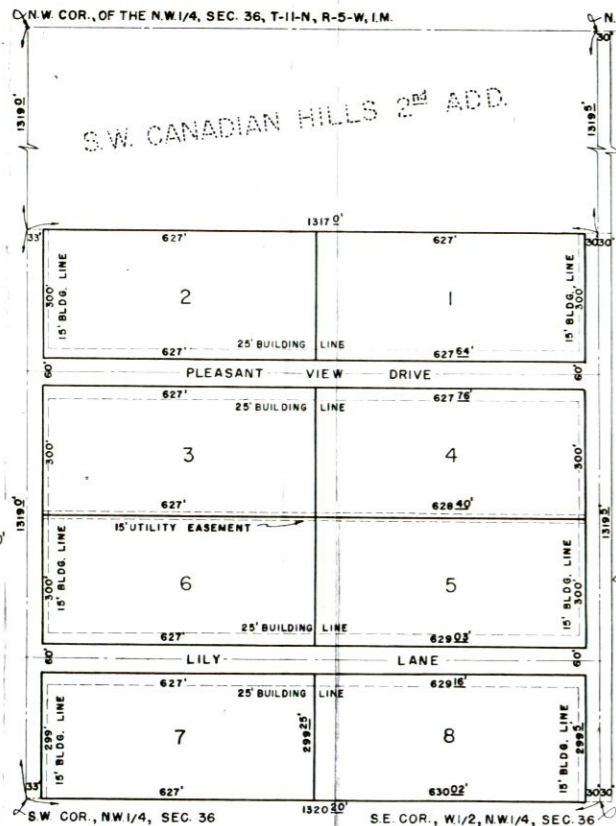 N.W. COR., OF THE N.W.1/4, SEC. 36, T-11-N, R-5-W, I.M. N.
30'
1319.0' 1319.5'
S.W. CANADIAN HILLS 2nd ADD.
1317.0'
33' 627' 627' 30' 30'
300' 15' BLDG. LINE 2 1 15' BLDG. LINE 300'
25' BUILDING LINE
627' 627.64'
60' PLEASANT VIEW DRIVE 60'
627' 627.76'
25' BUILDING LINE
300' 3 4 300'
627' 628.40'
1319.0' 1319.5'
15' UTILITY EASEMENT
300' 15' BLDG. LINE 6 5 15' BLDG. LINE 300'
25' BUILDING LINE
627' 629.03'
60' LILY LANE 60'
627' 629.16'
25' BUILDING LINE
299' 15' BLDG. LINE 7 299.25' 8 15' BLDG. LINE 299.5'
33' 627' 630.02' 30' 30'
1320.20'
S.W. COR., N.W.1/4, SEC. 36 S.E. COR., W.1/2, N.W.1/4, SEC. 36